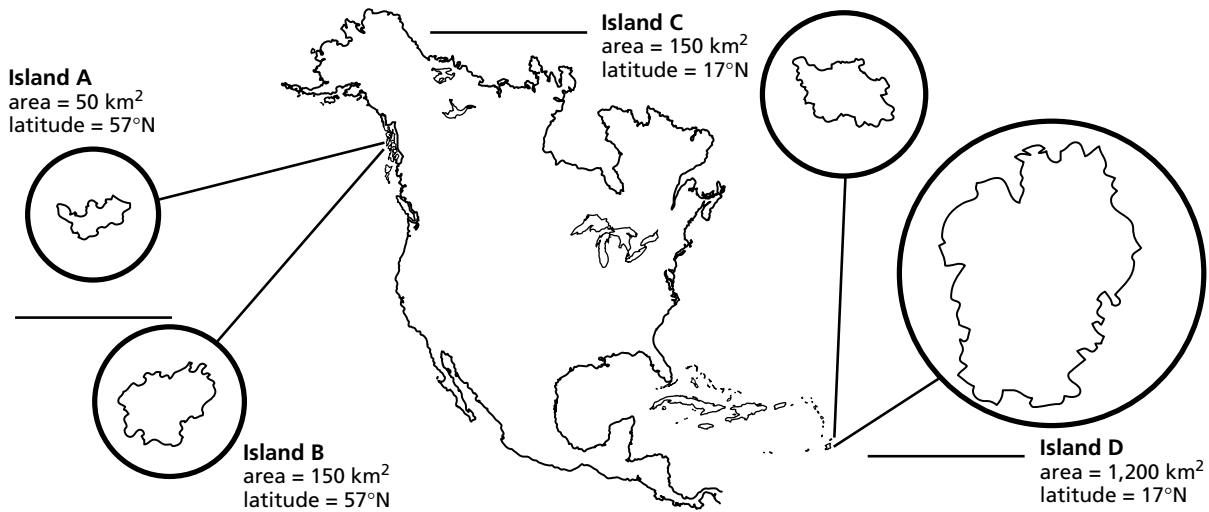 Island C
area = 150 km²
latitude = 17°N
Island A
area = 50 km²
latitude = 57°N
Island B
area = 150 km²
latitude = 57°N
Island D
area = 1,200 km²
latitude = 17°N